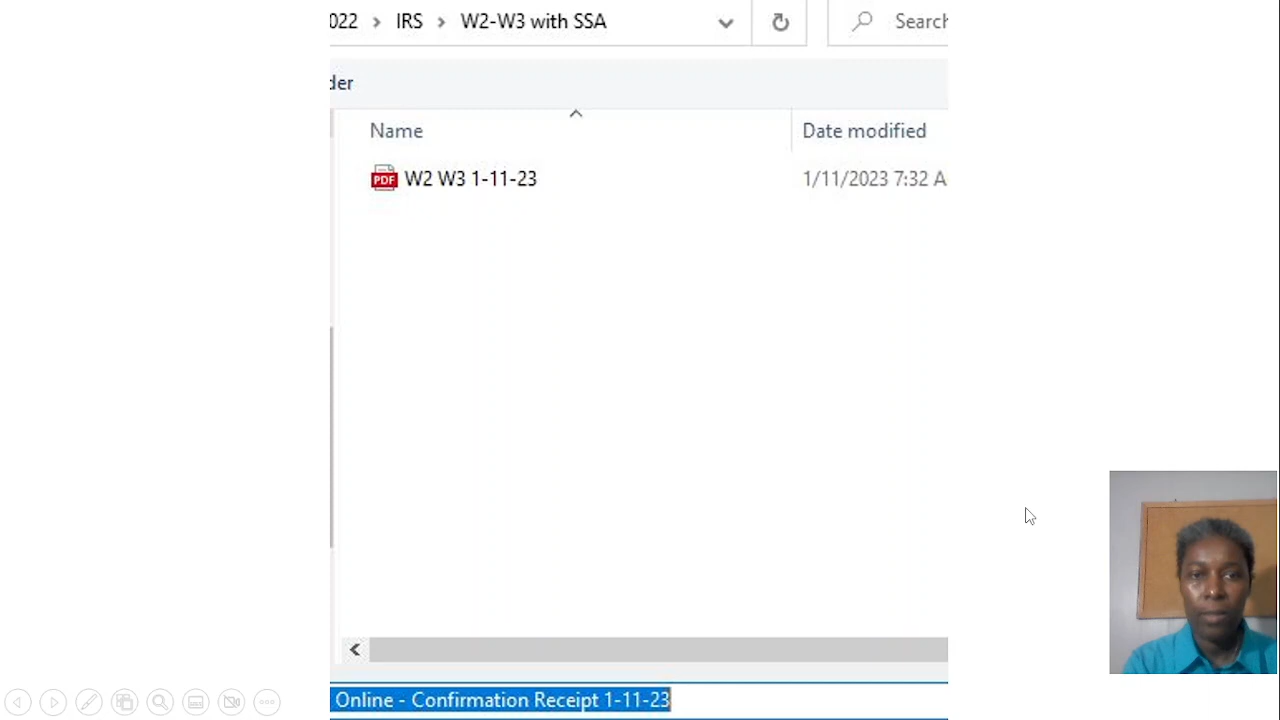 022 > IRS > W2-W3 with SSA
Search
der
Name
Date modified
PDF W2 W3 1-11-23
1/11/2023 7:32 A
Online - Confirmation Receipt 1-11-23